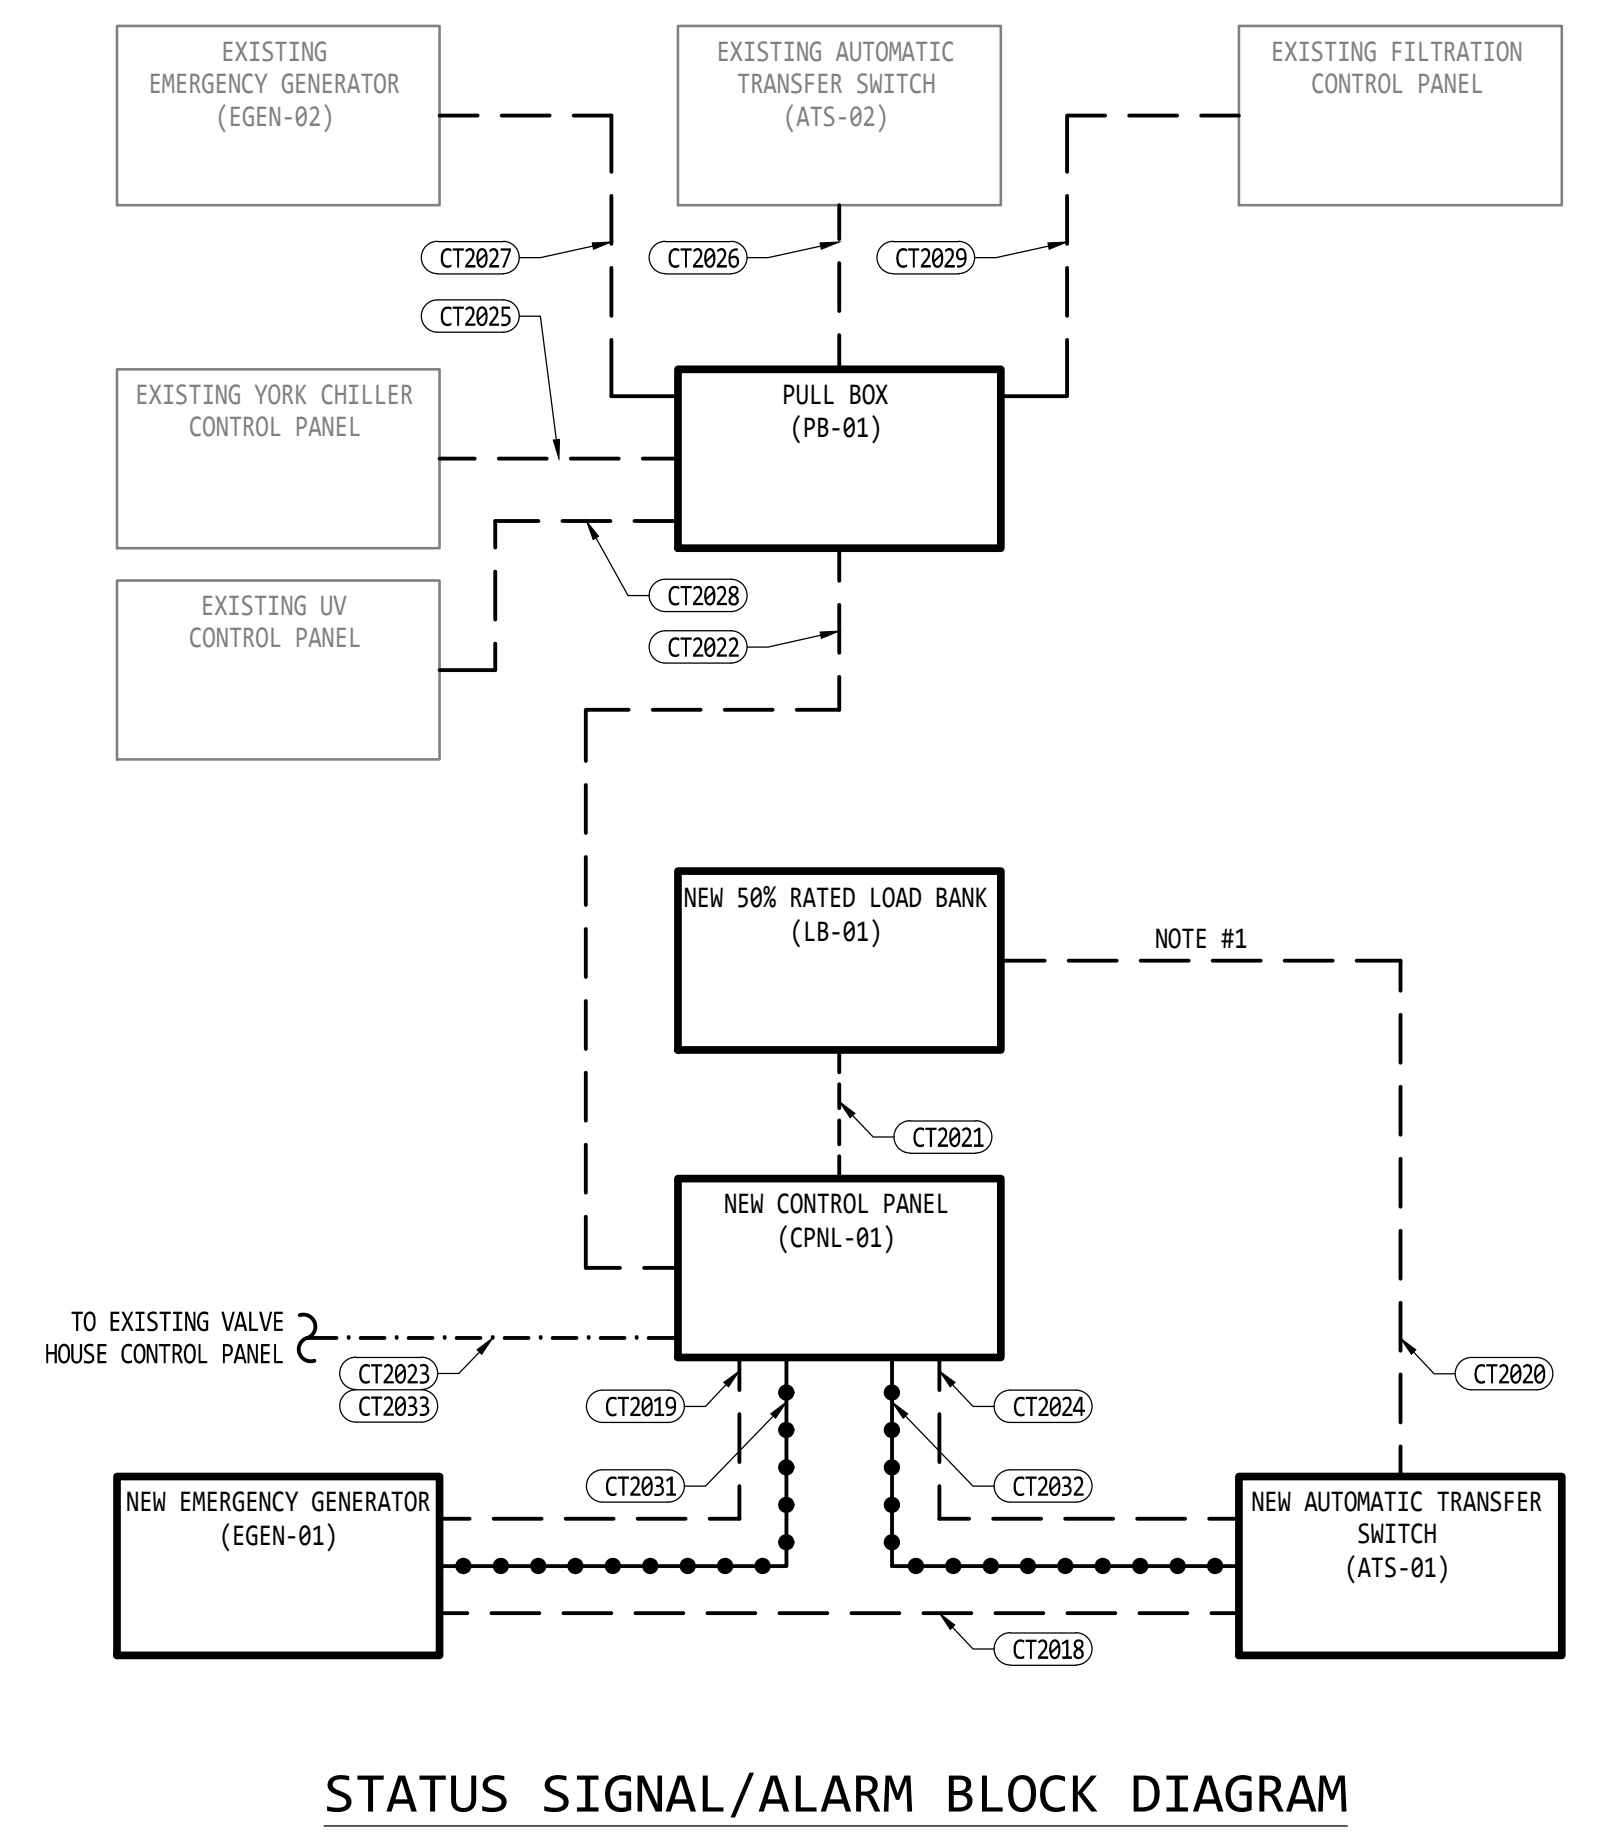 EXISTING
EMERGENCY GENERATOR
(EGEN-02)
EXISTING AUTOMATIC
TRANSFER SWITCH
(ATS-02)
EXISTING FILTRATION
CONTROL PANEL
CT2027
CT2026
CT2029
CT2025
EXISTING YORK CHILLER
CONTROL PANEL
PULL BOX
(PB-01)
EXISTING UV
CONTROL PANEL
CT2028
CT2022
NEW 50% RATED LOAD BANK
(LB-01)
NOTE #1
CT2021
NEW CONTROL PANEL
(CPNL-01)
TO EXISTING VALVE
HOUSE CONTROL PANEL
CT2023
CT2033
CT2019
CT2024
CT2020
CT2031
CT2032
NEW EMERGENCY GENERATOR
(EGEN-01)
NEW AUTOMATIC TRANSFER
SWITCH
(ATS-01)
CT2018
STATUS SIGNAL/ALARM BLOCK DIAGRAM